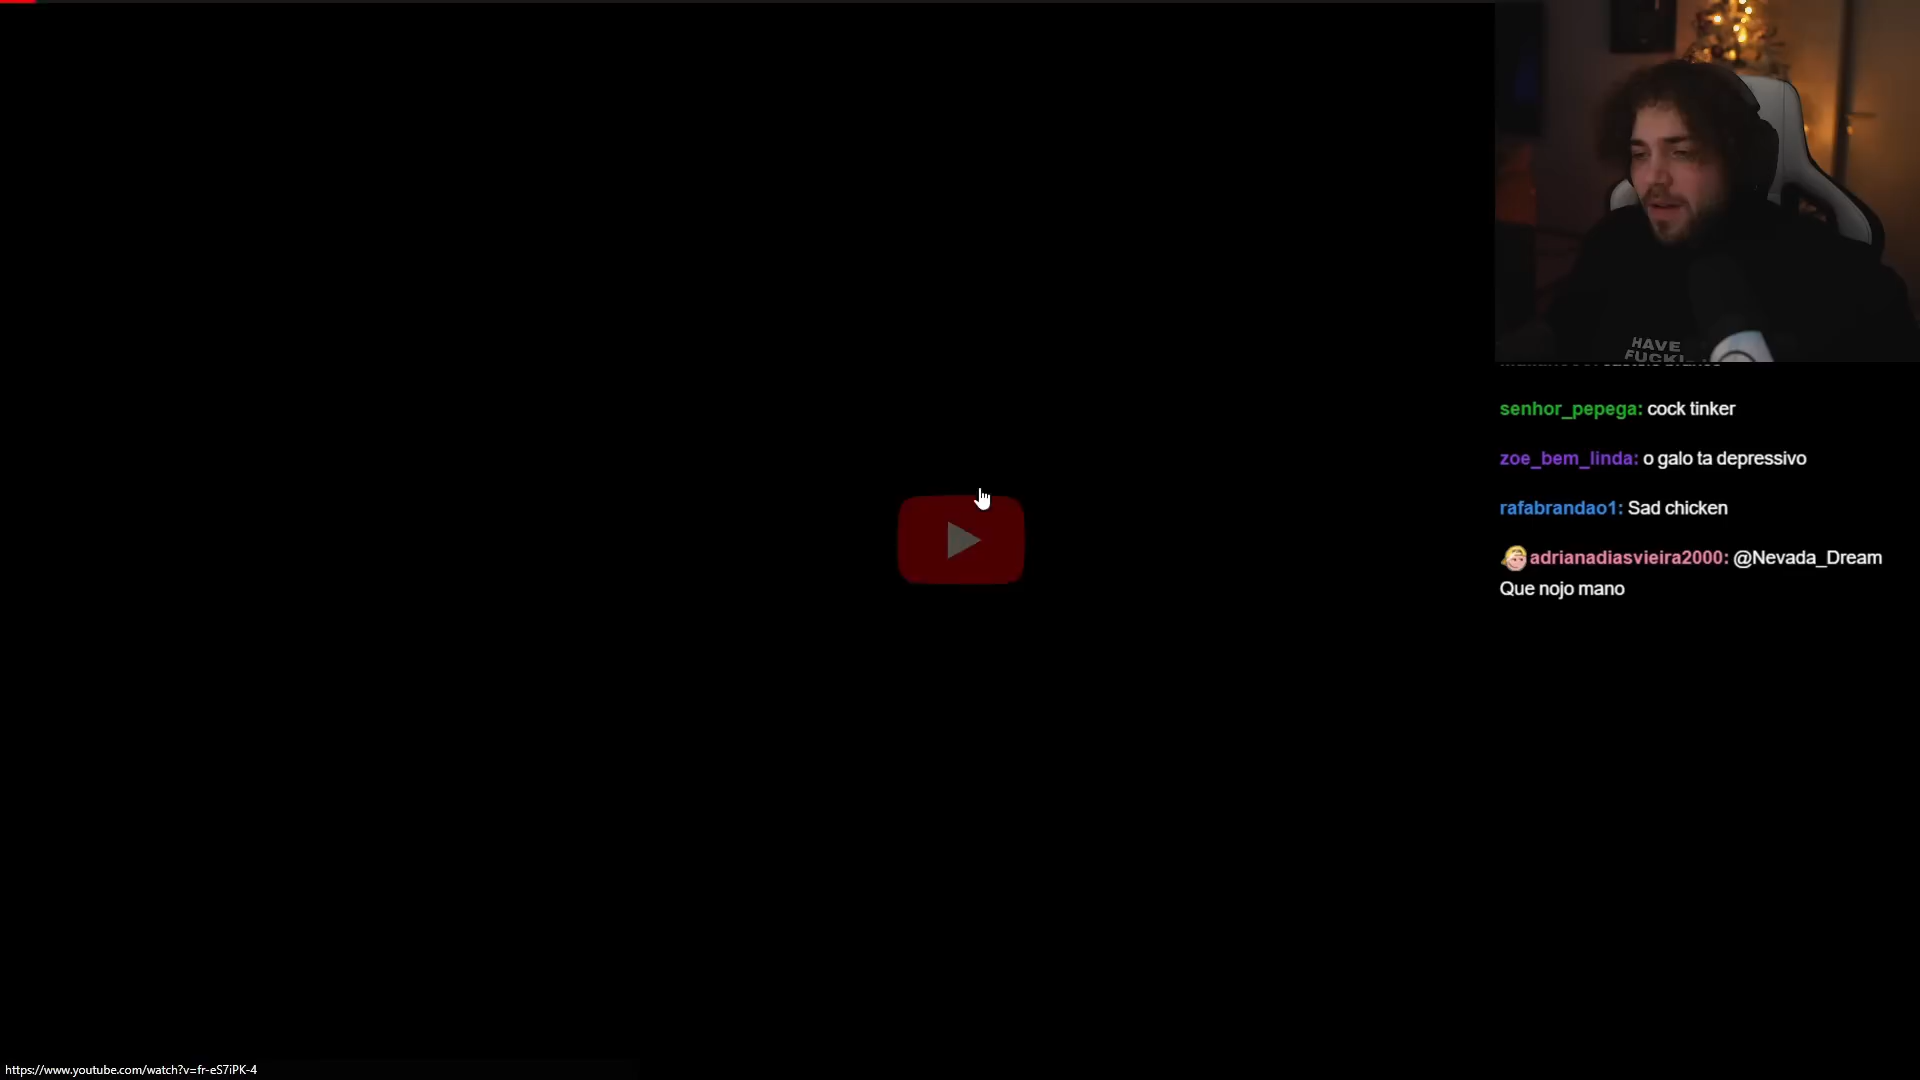 HAVE
senhor_pepega: cock tinker
zoe_bem_linda: o galo ta depressivo
rafabrandao1: Sad chicken
adrianadiasvieira2000: @Nevada_Dream
Que nojo mano
https://www.youtube.com/watch?v=fr-eS7iPK-4